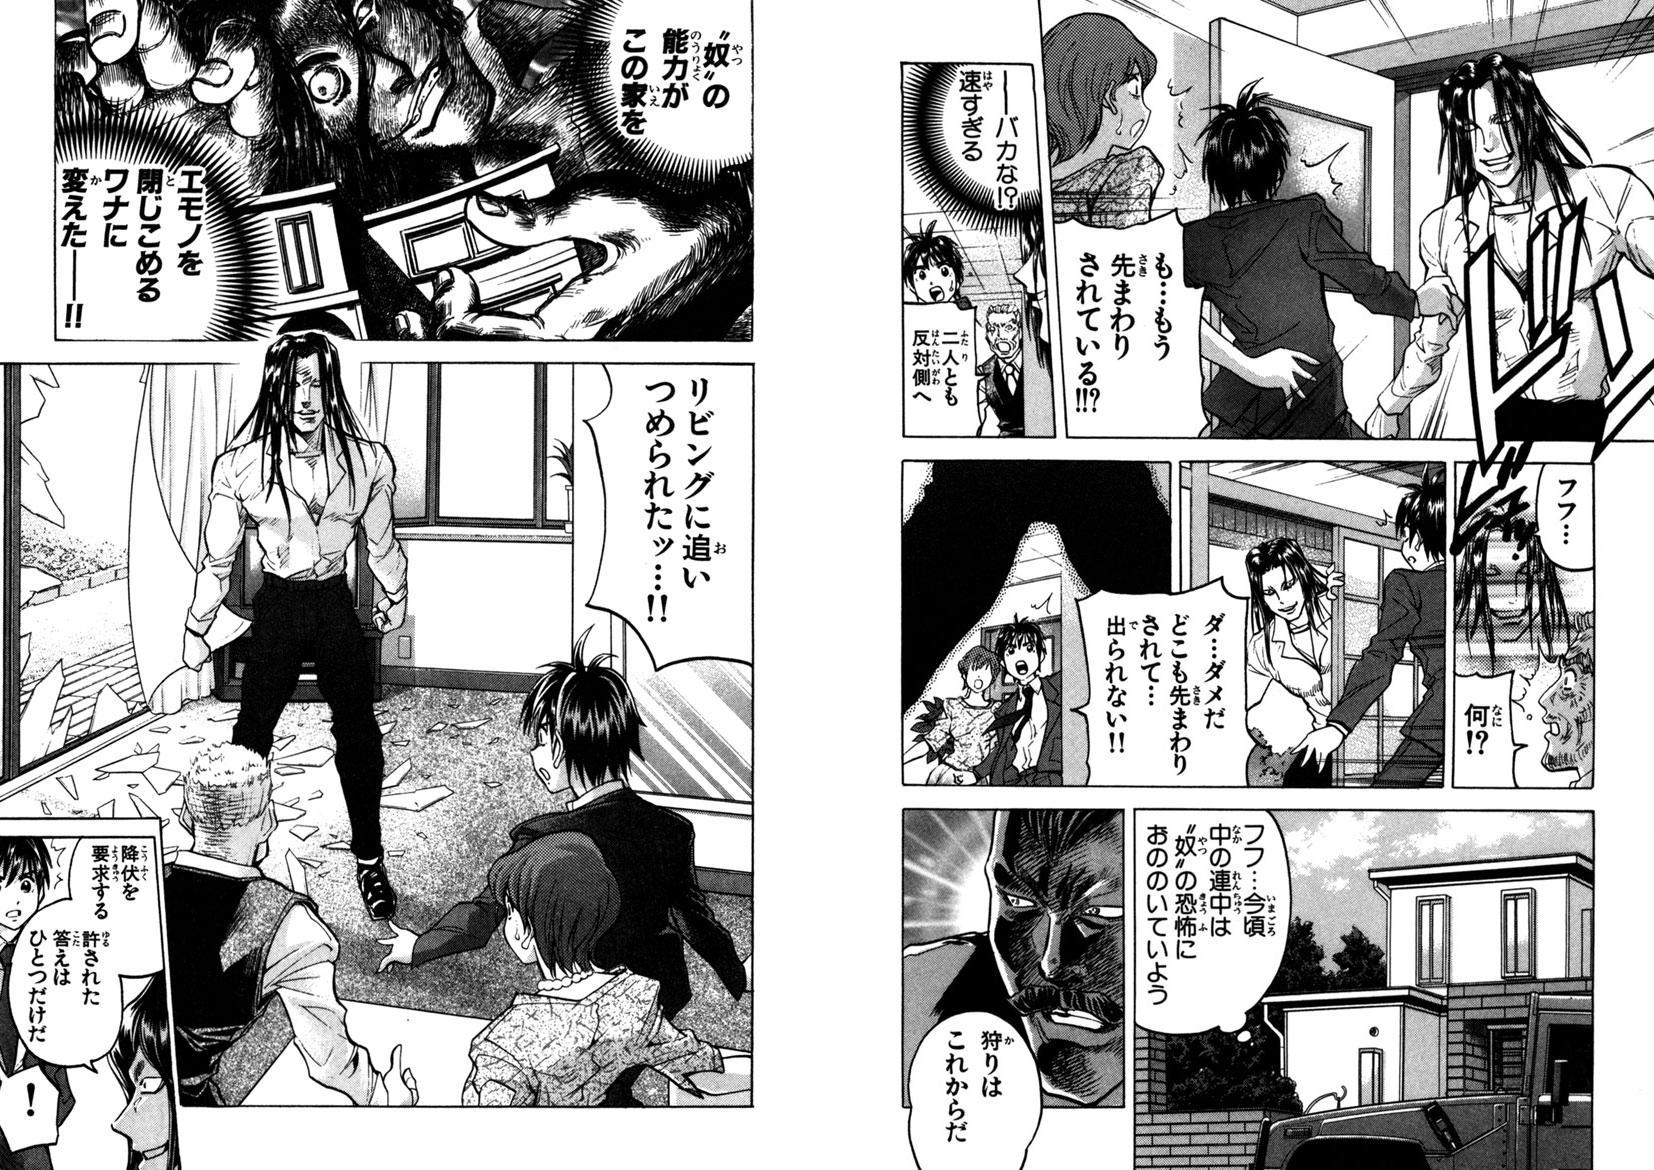 も…もう
先まわり
されている!!?
――バカな!?
速すぎる
二人とも
反対側へ
フフ…
何!?
ダ…ダメだ
どこも先まわり
されて…
出られない!!
フフ…今頃
中の連中は
〝奴〟の恐怖に
おののいていよう
狩りは
これからだ
〝奴〟の
能力が
この家を
エモノを
閉じこめる
ワナに
変えた――!!
リビングに追い
つめられたッ…!!
降伏を
要求する
許された
答えは
ひとつだけだ
!